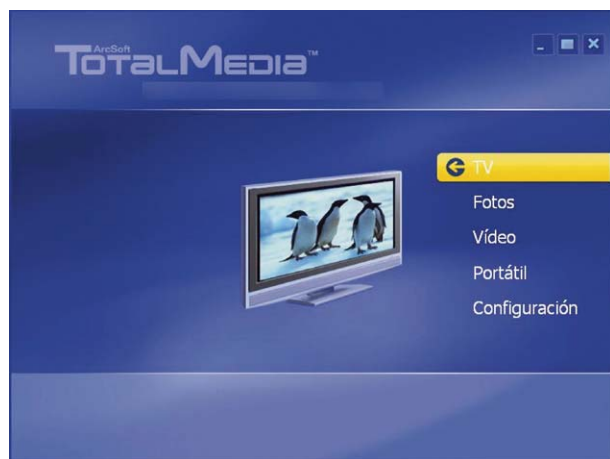 ArcSoft
TOTALMEDIA™
TV
Fotos
Vídeo
Portátil
Configuración